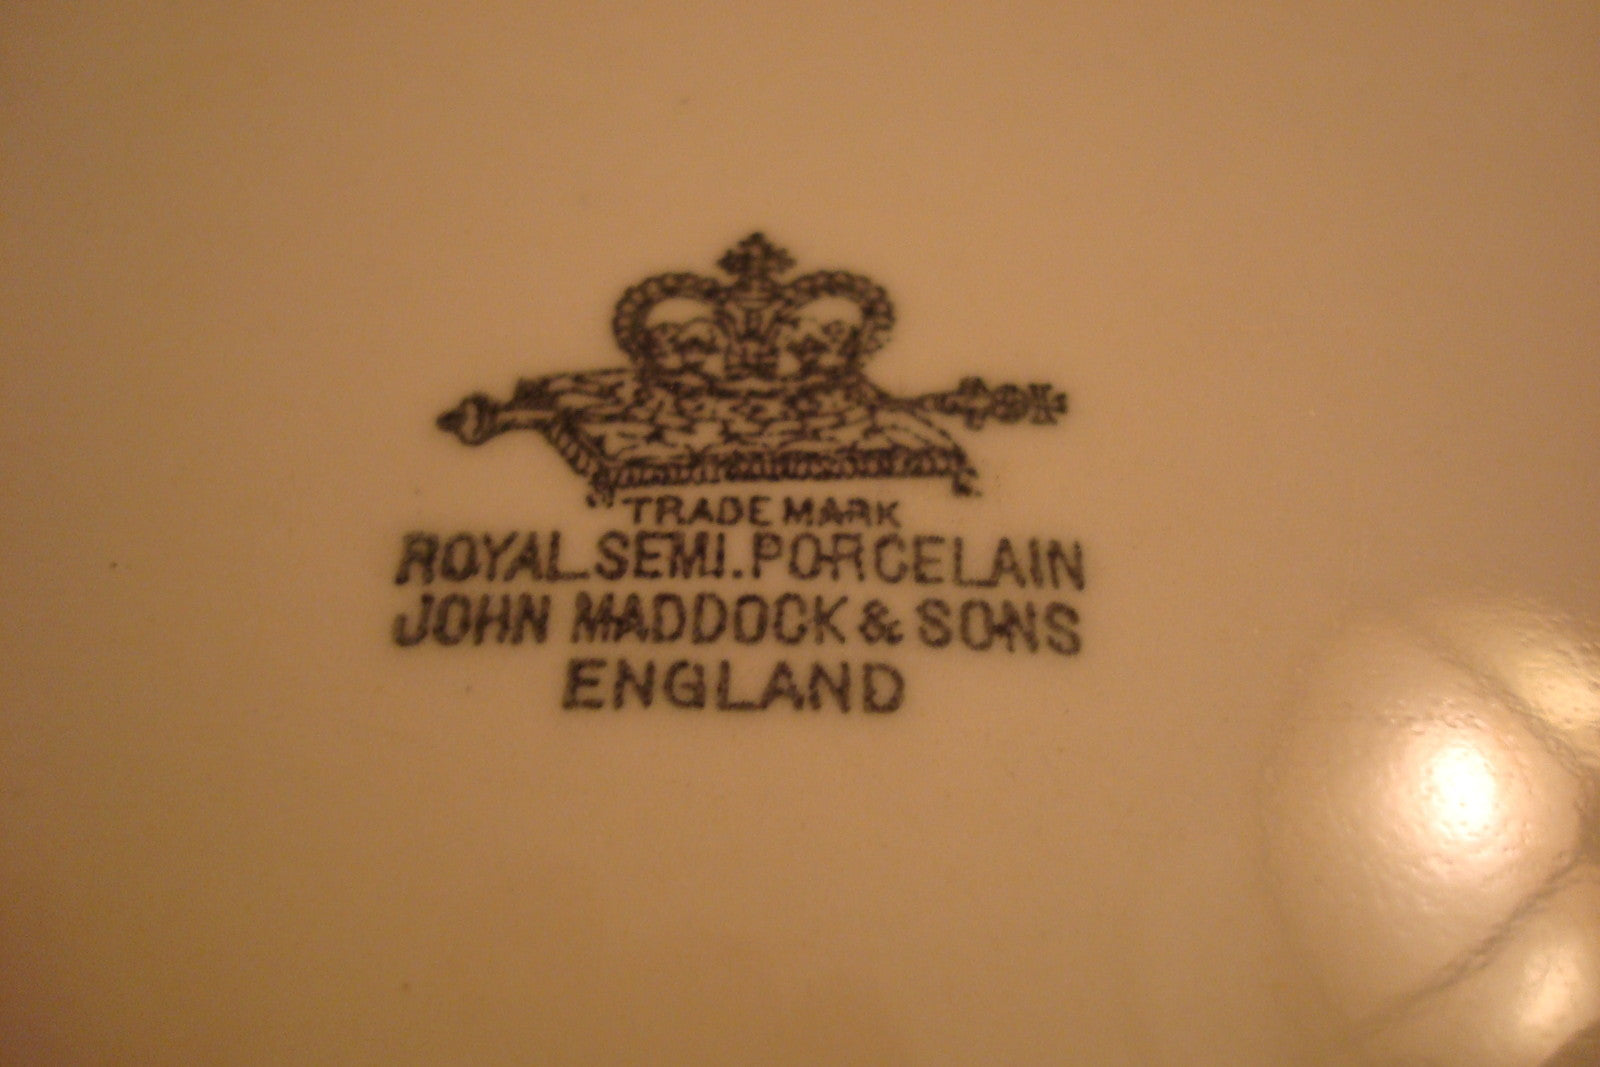 TRADE MARK
ROYAL SEMI.PORCELAIN
JOHN MADDOCK & SONS
ENGLAND